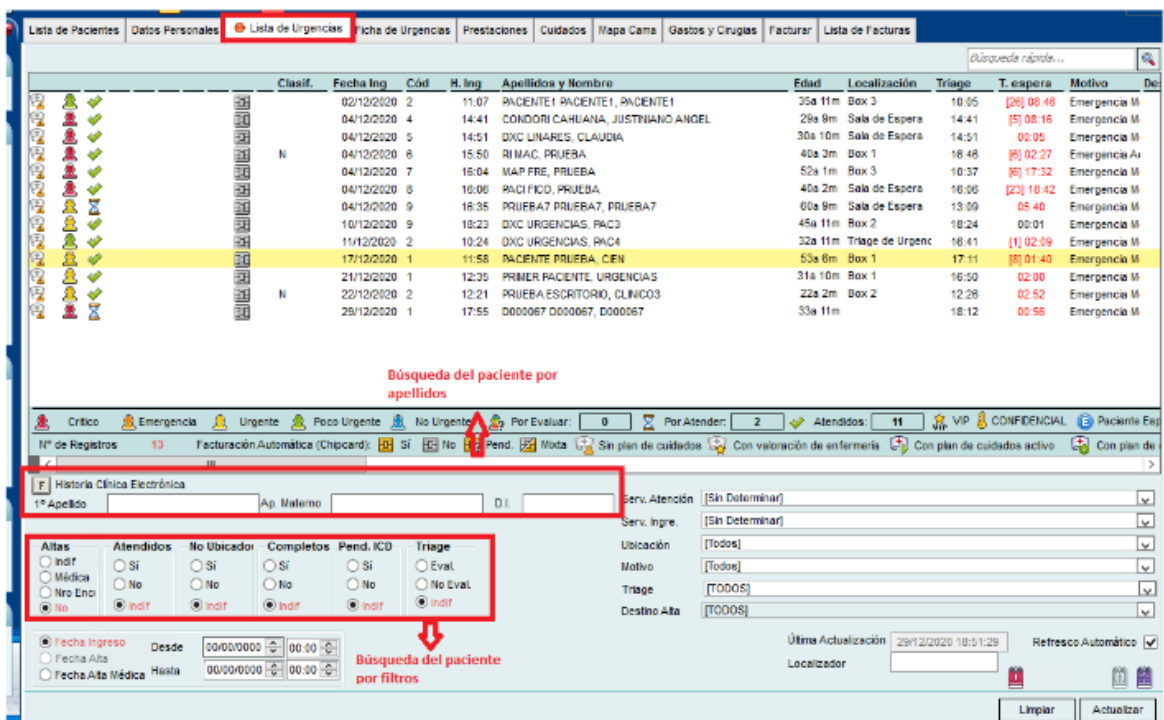 Lista de Pacientes Datos Personales Lista de Urgencias Ficha de Urgencias Prestaciones Cuidados Mapa Cama Gastos y Cirugias Facturar Lista de Facturas
Búsqueda rápida...
Clasif. Fecha Ing Cód H. Ing Apellidos y Nombre Edad Localización Triage T. espera Motivo De
02/12/2020 2 11:07 PACIENTE1 PACIENTE1, PACIENTE1 35a 11m Box 3 10:05 [26] 08:46 Emergencia M
04/12/2020 4 14:41 CONDORI CAHUANA, JUSTINIANO ANGEL 29a 9m Sala de Espera 14:41 [5] 08:16 Emergencia M
04/12/2020 5 14:51 DXC LINARES, CLAUDIA 30a 10m Sala de Espera 14:51 00:05 Emergencia M
N 04/12/2020 6 15:50 RIMAC, PRUEBA 40a 3m Box 1 16:46 [6] 02:27 Emergencia A
04/12/2020 7 16:04 MAP FRE, PRUEBA 52a 1m Box 3 10:37 [6] 17:32 Emergencia M
04/12/2020 8 16:06 PACIFICO, PRUEBA 40a 2m Sala de Espera 16:06 [23] 18:42 Emergencia M
04/12/2020 9 16:35 PRUEBA7 PRUEBA7, PRUEBA7 60a 9m Sala de Espera 13:09 05:40 Emergencia M
10/12/2020 9 18:23 DXC URGENCIAS, PAC3 45a 11m Box 2 18:24 00:01 Emergencia M
11/12/2020 2 10:24 DXC URGENCIAS, PAC4 32a 11m Triage de Urgenc 16:41 [1] 02:09 Emergencia M
17/12/2020 1 11:58 PACIENTE PRUEBA, CIEN 53a 6m Box 1 17:11 [8] 01:40 Emergencia M
21/12/2020 1 12:35 PRIMER PACIENTE, URGENCIAS 31a 10m Box 1 16:50 02:00 Emergencia M
N 22/12/2020 2 12:21 PRUEBA ESCRITORIO, CLINICO3 22a 2m Box 2 12:26 02:52 Emergencia M
29/12/2020 1 17:55 D000067 D000067, D000067 33a 11m 18:12 00:56 Emergencia M
Búsqueda del paciente por
apellidos
Critico Emergencia Urgente Poco Urgente No Urgente Por Evaluar: 0 Por Atender: 2 Atendidos: 11 VIP CONFIDENCIAL Paciente Esp
Nº de Registros 13 Facturación Automática (Chipcard): Sí No Pend. Mixta Sin plan de cuidados Con valoración de enfermería Con plan de cuidados activo Con plan de
F Historia Clínica Electrónica
1º Apellido Ap. Materno D.I. Serv. Atención [Sin Determinar]
Serv. Ingre. [Sin Determinar]
Altas Atendidos No Ubicado Completos Pend. ICD Triage Ubicación [Todos]
Indif Sí Sí Sí Sí Eval. Motivo [Todos]
Médica No No No No No Eval.
Nro Enc Triage [TODOS]
No Indif Indif Indif Indif Indif Destino Alta [TODOS]
Fecha Ingreso Desde 00/00/0000 00:00
Fecha Alta
Fecha Alta Médica Hasta 00/00/0000 00:00
Búsqueda del paciente
por filtros
Última Actualización 29/12/2020 18:51:29 Refresco Automático
Localizador
Limpiar Actualizar